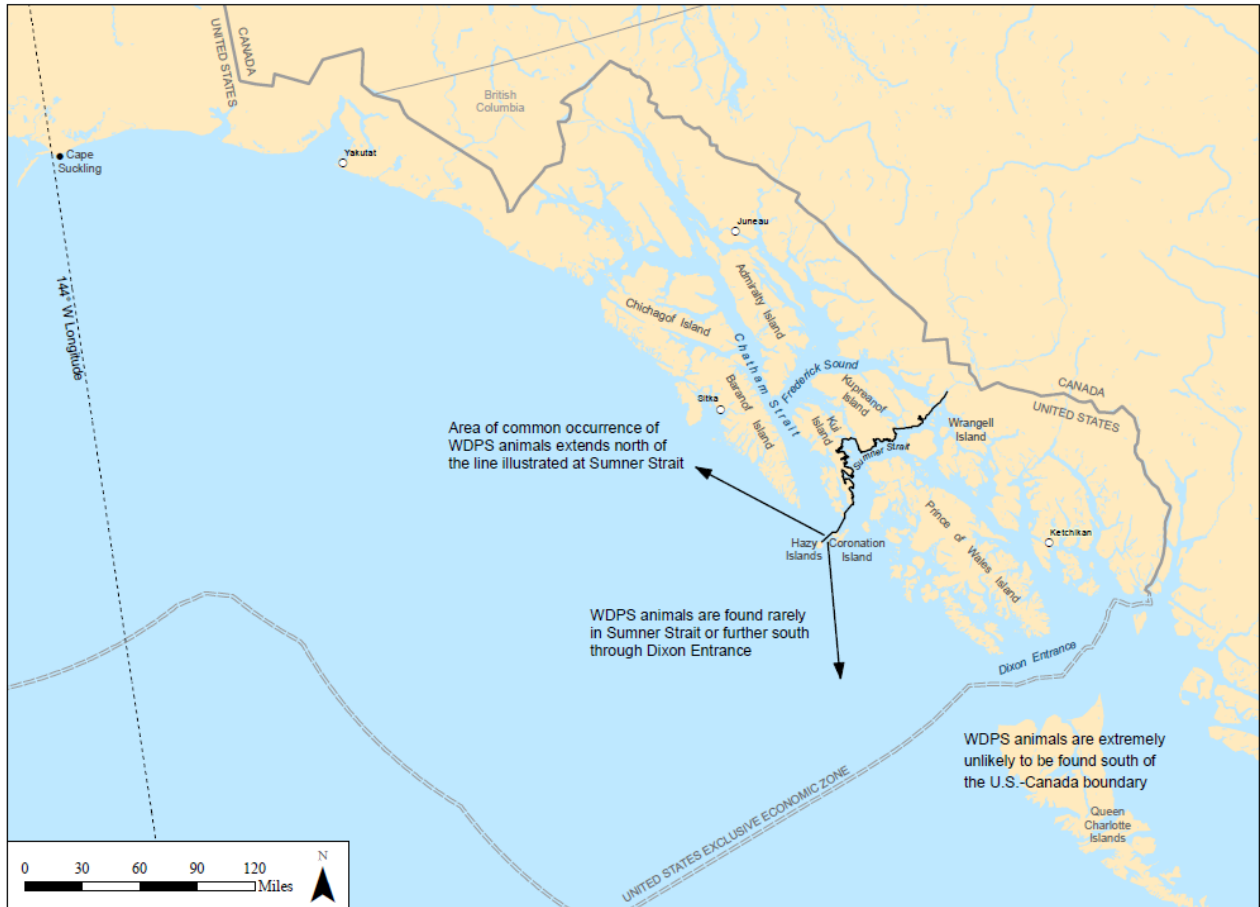 CANADA
UNITED STATES
British
Columbia
Cape
Suckling
Yakutat
144° W Longitude
Juneau
Admiralty Island
Chichagof Island
Chatham Strait
Frederick Sound
Baranof Island
Sitka
Kupreanof
Island
Kui
Island
CANADA
UNITED STATES
Wrangell
Island
Sumner Strait
Area of common occurrence of
WDPS animals extends north of
the line illustrated at Sumner Strait
Prince of Wales Island
Ketchikan
Hazy
Islands
Coronation
Island
WDPS animals are found rarely
in Sumner Strait or further south
through Dixon Entrance
Dixon Entrance
WDPS animals are extremely
unlikely to be found south of
the U.S.-Canada boundary
UNITED STATES EXCLUSIVE ECONOMIC ZONE
Queen
Charlotte
Islands
0 30 60 90 120
Miles
N